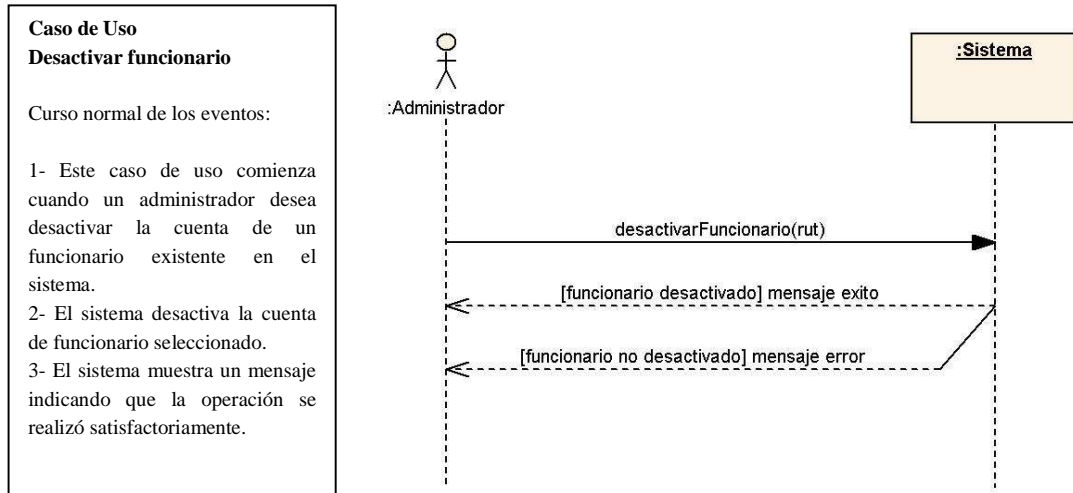 Caso de Uso
Desactivar funcionario
Curso normal de los eventos:
1- Este caso de uso comienza
cuando un administrador desea
desactivar la cuenta de un
funcionario existente en el
sistema.
2- El sistema desactiva la cuenta
de funcionario seleccionado.
3- El sistema muestra un mensaje
indicando que la operación se
realizó satisfactoriamente.
:Administrador
:Sistema
desactivarFuncionario(rut)
[funcionario desactivado] mensaje exito
[funcionario no desactivado] mensaje error